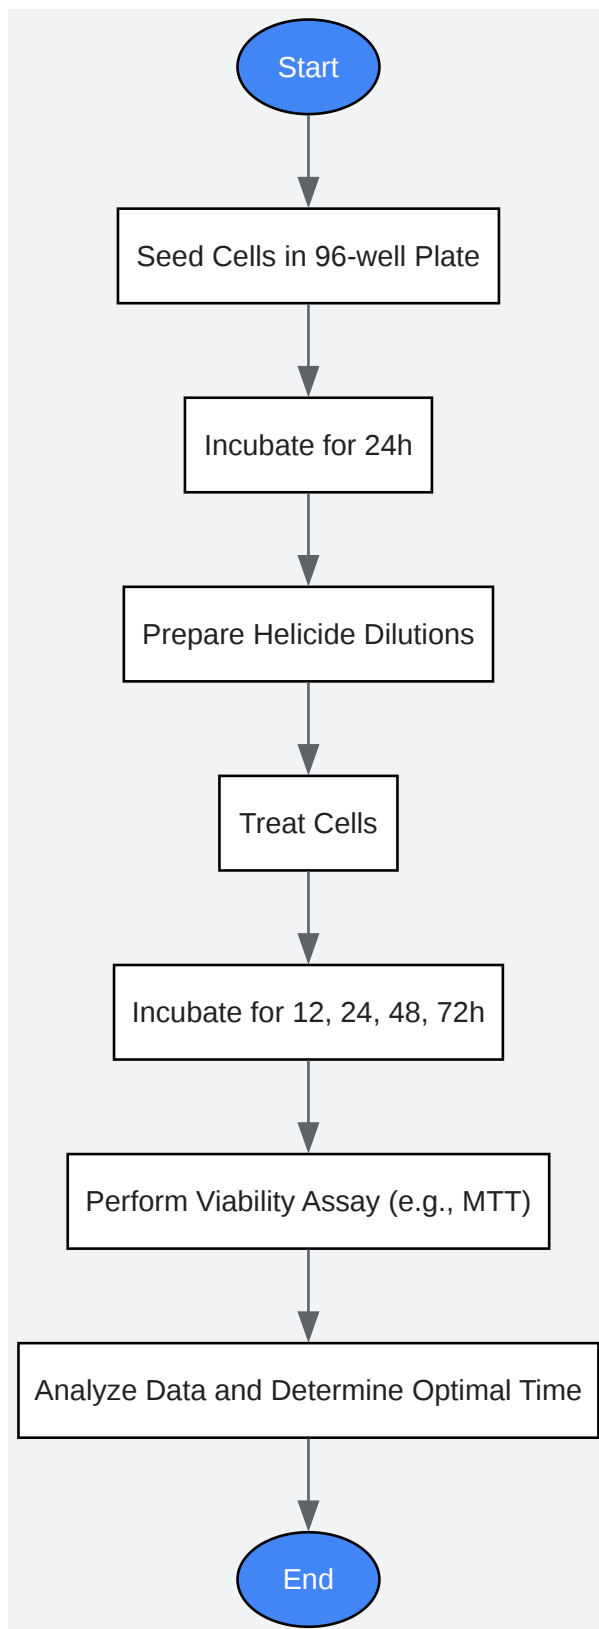 Start
Seed Cells in 96-well Plate
Incubate for 24h
Prepare Helicide Dilutions
Treat Cells
Incubate for 12, 24, 48, 72h
Perform Viability Assay (e.g., MTT)
Analyze Data and Determine Optimal Time
End